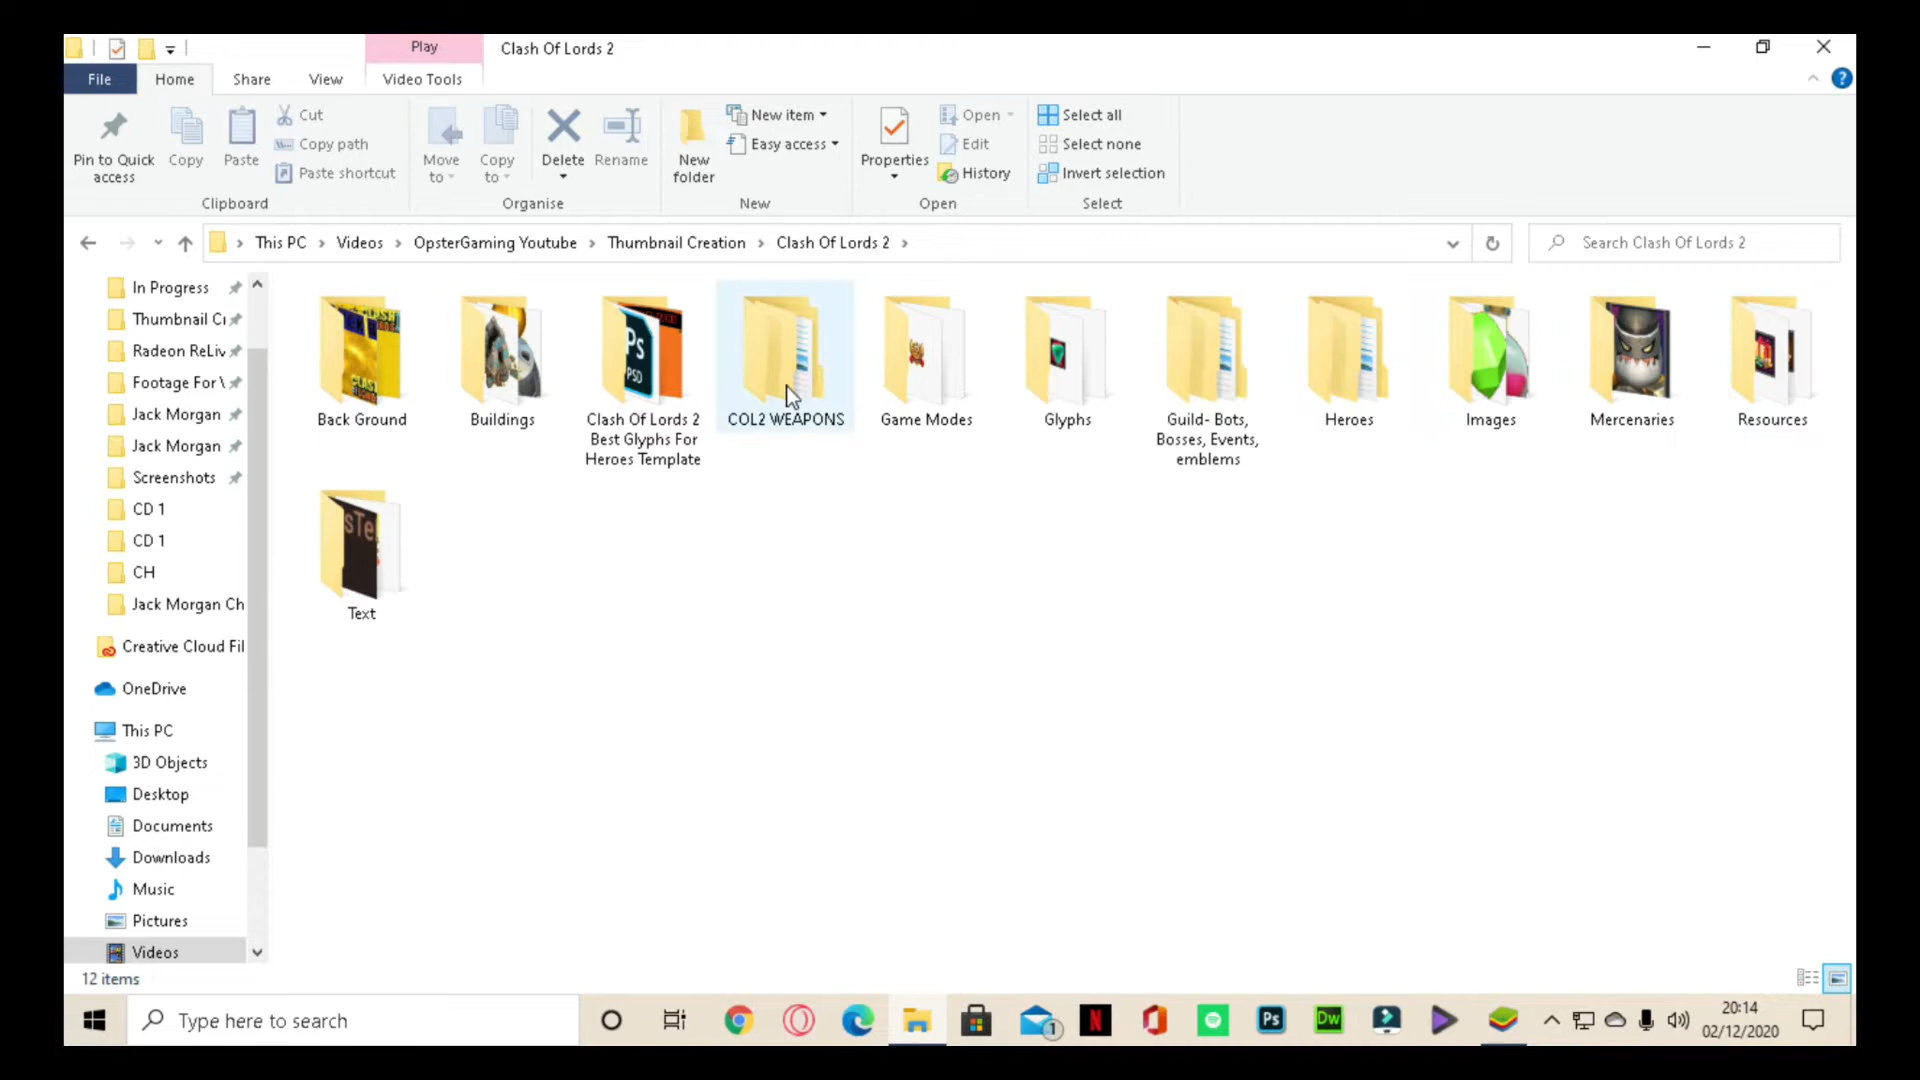 Play
Clash Of Lords 2
File
Home
Share
View
Video Tools
Pin to Quick
access
Copy
Paste
Cut
Copy path
Paste shortcut
Clipboard
Move
to
Copy
to
Delete
Rename
Organise
New
folder
New item
Easy access
New
Properties
Open
Edit
History
Open
Select all
Select none
Invert selection
Select
This PC
Videos
OpsterGaming Youtube
Thumbnail Creation
Clash Of Lords 2
Search Clash Of Lords 2
In Progress
Thumbnail Cr
Radeon ReLiv
Footage For
Jack Morgan
Jack Morgan
Screenshots
CD 1
CD 1
CH
Jack Morgan Ch
Creative Cloud Fil
OneDrive
This PC
3D Objects
Desktop
Documents
Downloads
Music
Pictures
Videos
Ps
PSD
Back Ground
Buildings
Clash Of Lords 2
Best Glyphs For
Heroes Template
COL2 WEAPONS
Game Modes
Glyphs
Guild- Bots,
Bosses, Events,
emblems
Heroes
Images
Mercenaries
Resources
Text
12 items
Type here to search
1
N
Ps
Dw
20:14
02/12/2020